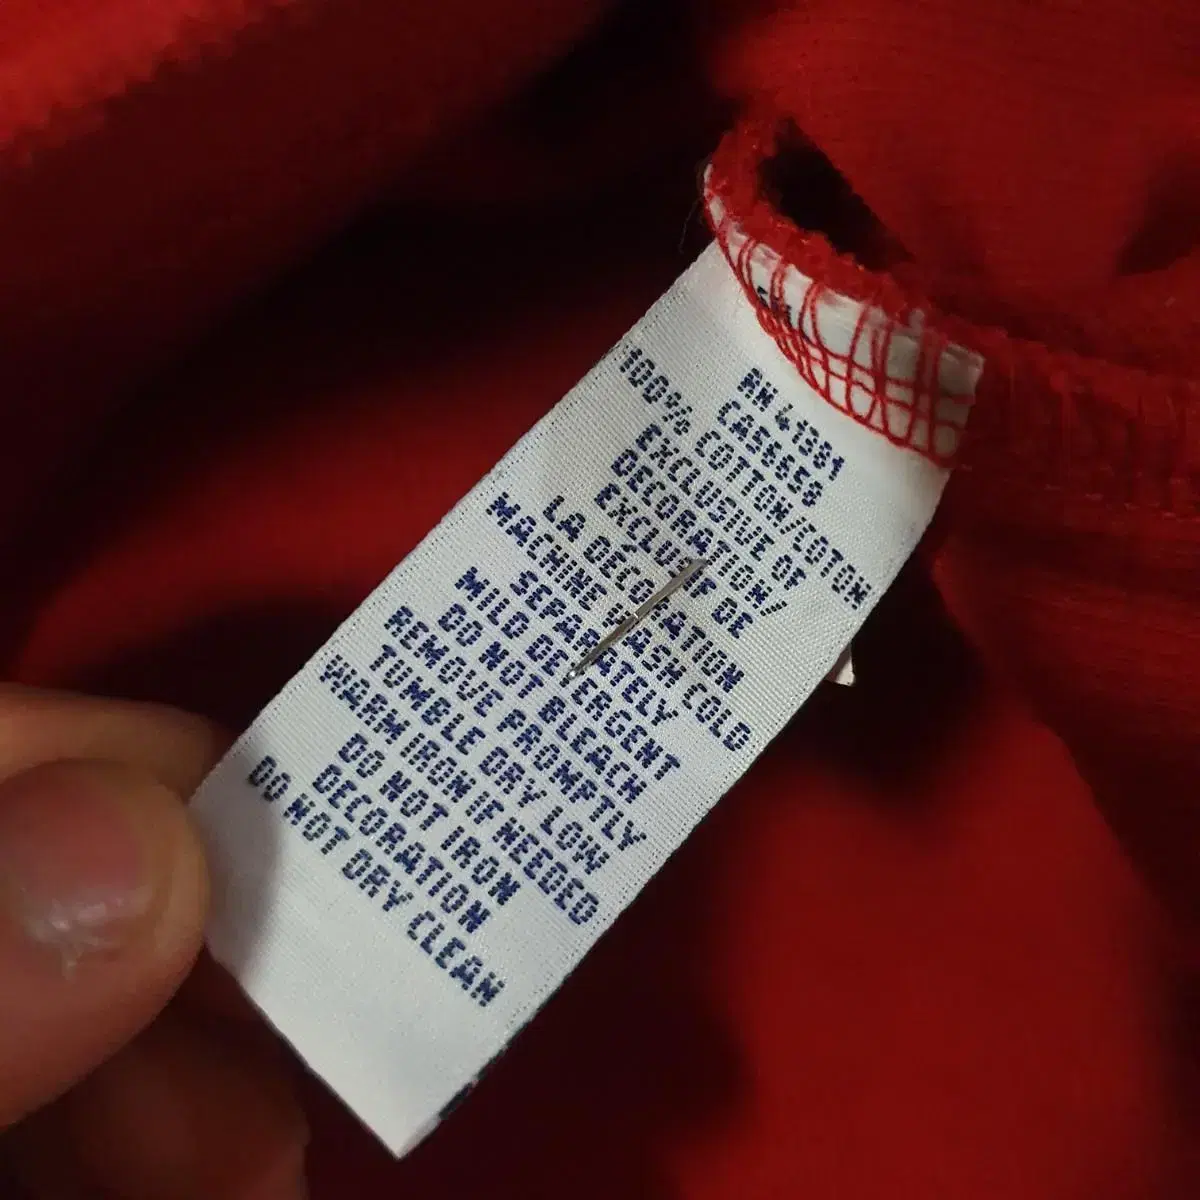 RN 41381
CA56658
100% COTTON/COTON
EXCLUSIVE OF
DECORATION/
EXCLUSIF DE
LA DECORATION
MACHINE WASH COLD
SEPARATELY
MILD DETERGENT
DO NOT BLEACH
REMOVE PROMPTLY
TUMBLE DRY LOW
WARM IRON IF NEEDED
DO NOT IRON
DECORATION
DO NOT DRY CLEAN